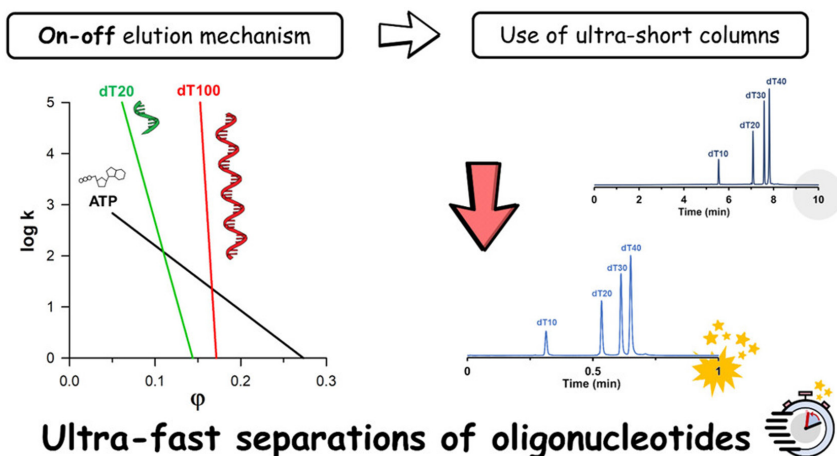 On-off elution mechanism
Use of ultra-short columns
dT20
dT100
5
4
3
2
1
0
log k
ATP
0.0
0.1
0.2
0.3
φ
dT40
dT30
dT20
dT10
0
2
4
6
8
10
Time (min)
dT40
dT30
dT20
dT10
0
0.5
1
Time (min)
Ultra-fast separations of oligonucleotides